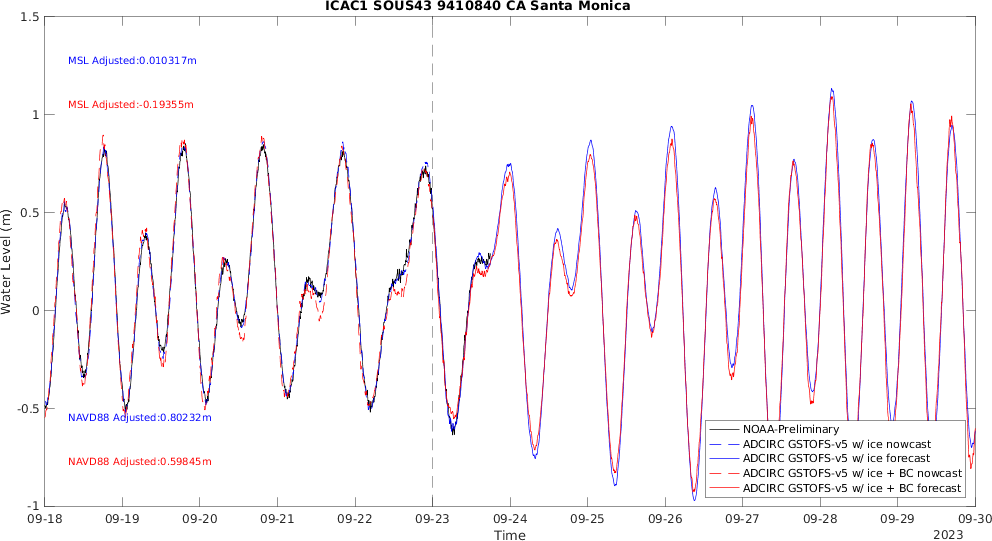 ICAC1 SOUS43 9410840 CA Santa Monica
1.5
1
0.5
0
-0.5
-1
Water Level (m)
MSL Adjusted:0.010317m
MSL Adjusted:-0.19355m
NAVD88 Adjusted:0.80232m
NAVD88 Adjusted:0.59845m
NOAA-Preliminary
ADCIRC GSTOFS-v5 w/ ice nowcast
ADCIRC GSTOFS-v5 w/ ice forecast
ADCIRC GSTOFS-v5 w/ ice + BC nowcast
ADCIRC GSTOFS-v5 w/ ice + BC forecast
09-18 09-19 09-20 09-21 09-22 09-23 09-24 09-25 09-26 09-27 09-28 09-29 09-30
Time
2023